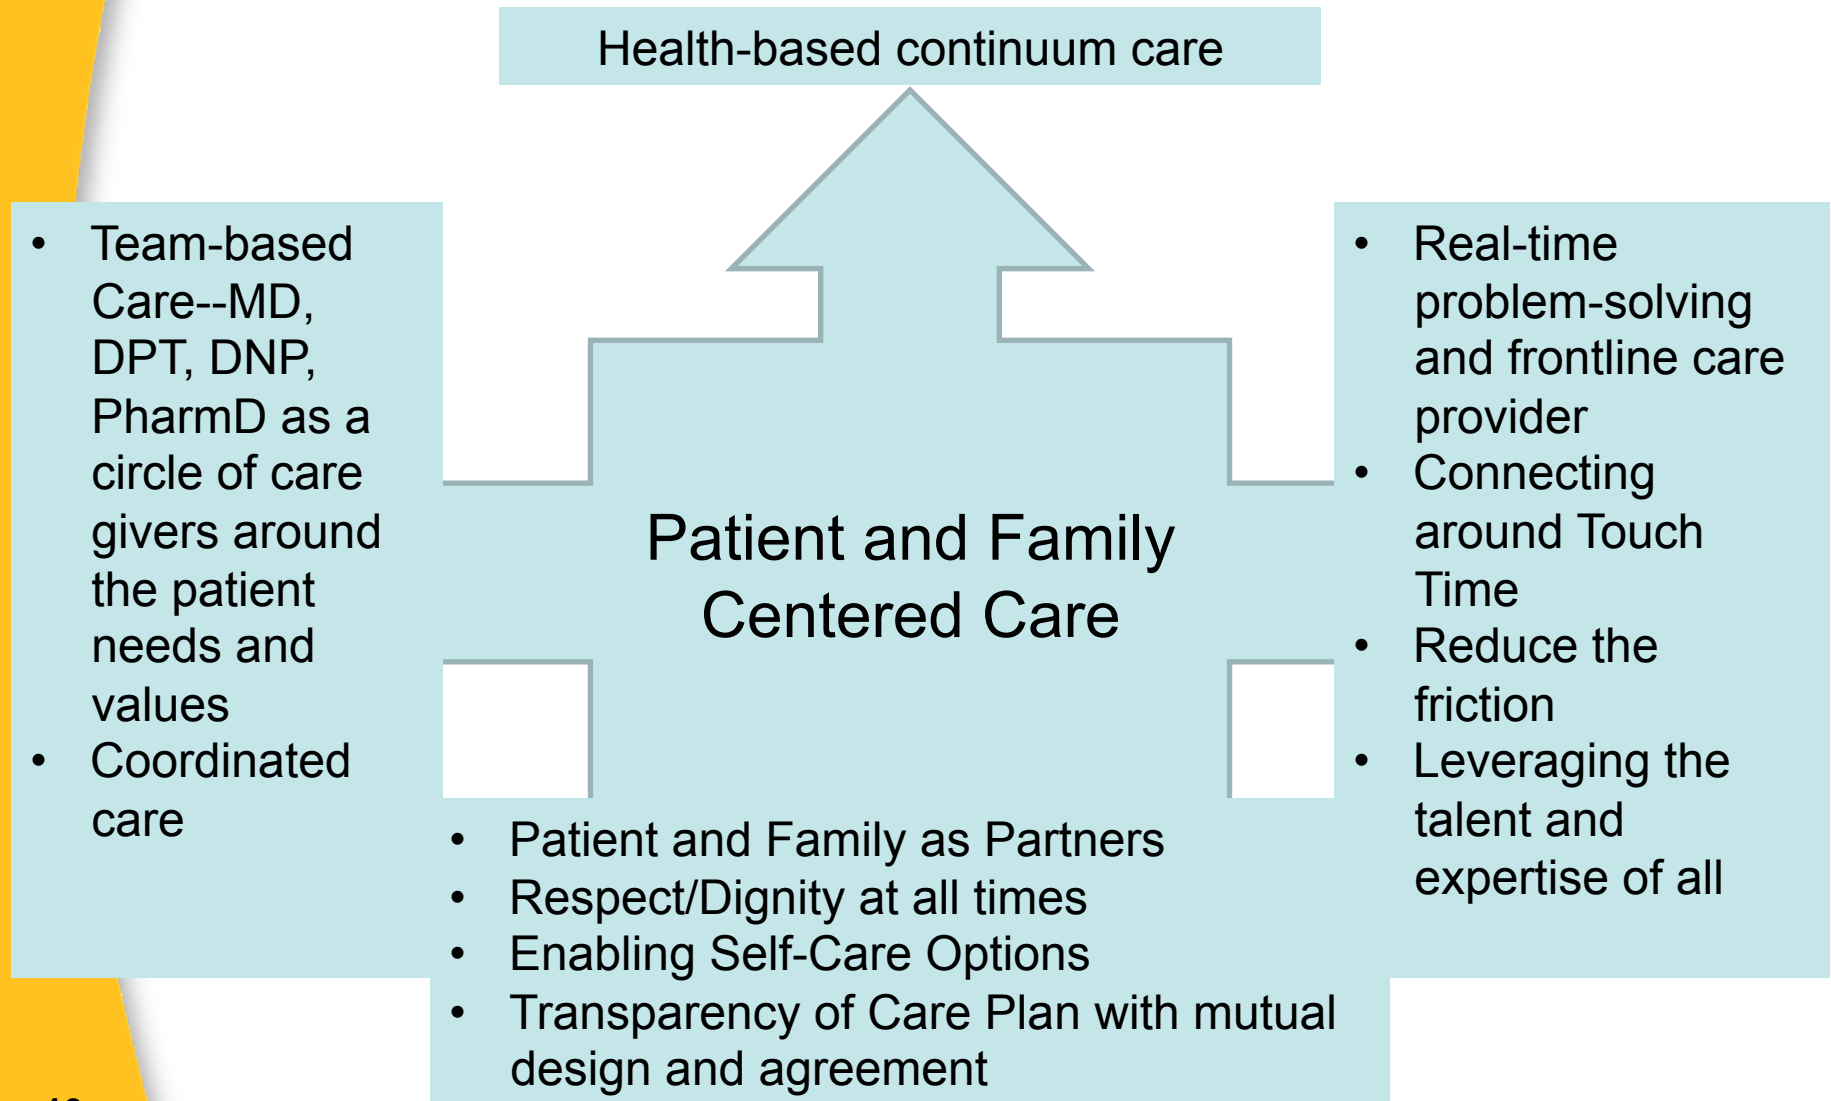 Health-based continuum care
• Team-based
Care--MD,
DPT, DNP,
PharmD as a
circle of care
givers around
the patient
needs and
values
• Coordinated
care
Patient and Family
Centered Care
• Real-time
problem-solving
and frontline care
provider
• Connecting
around Touch
Time
• Reduce the
friction
• Leveraging the
talent and
expertise of all
• Patient and Family as Partners
• Respect/Dignity at all times
• Enabling Self-Care Options
• Transparency of Care Plan with mutual
design and agreement